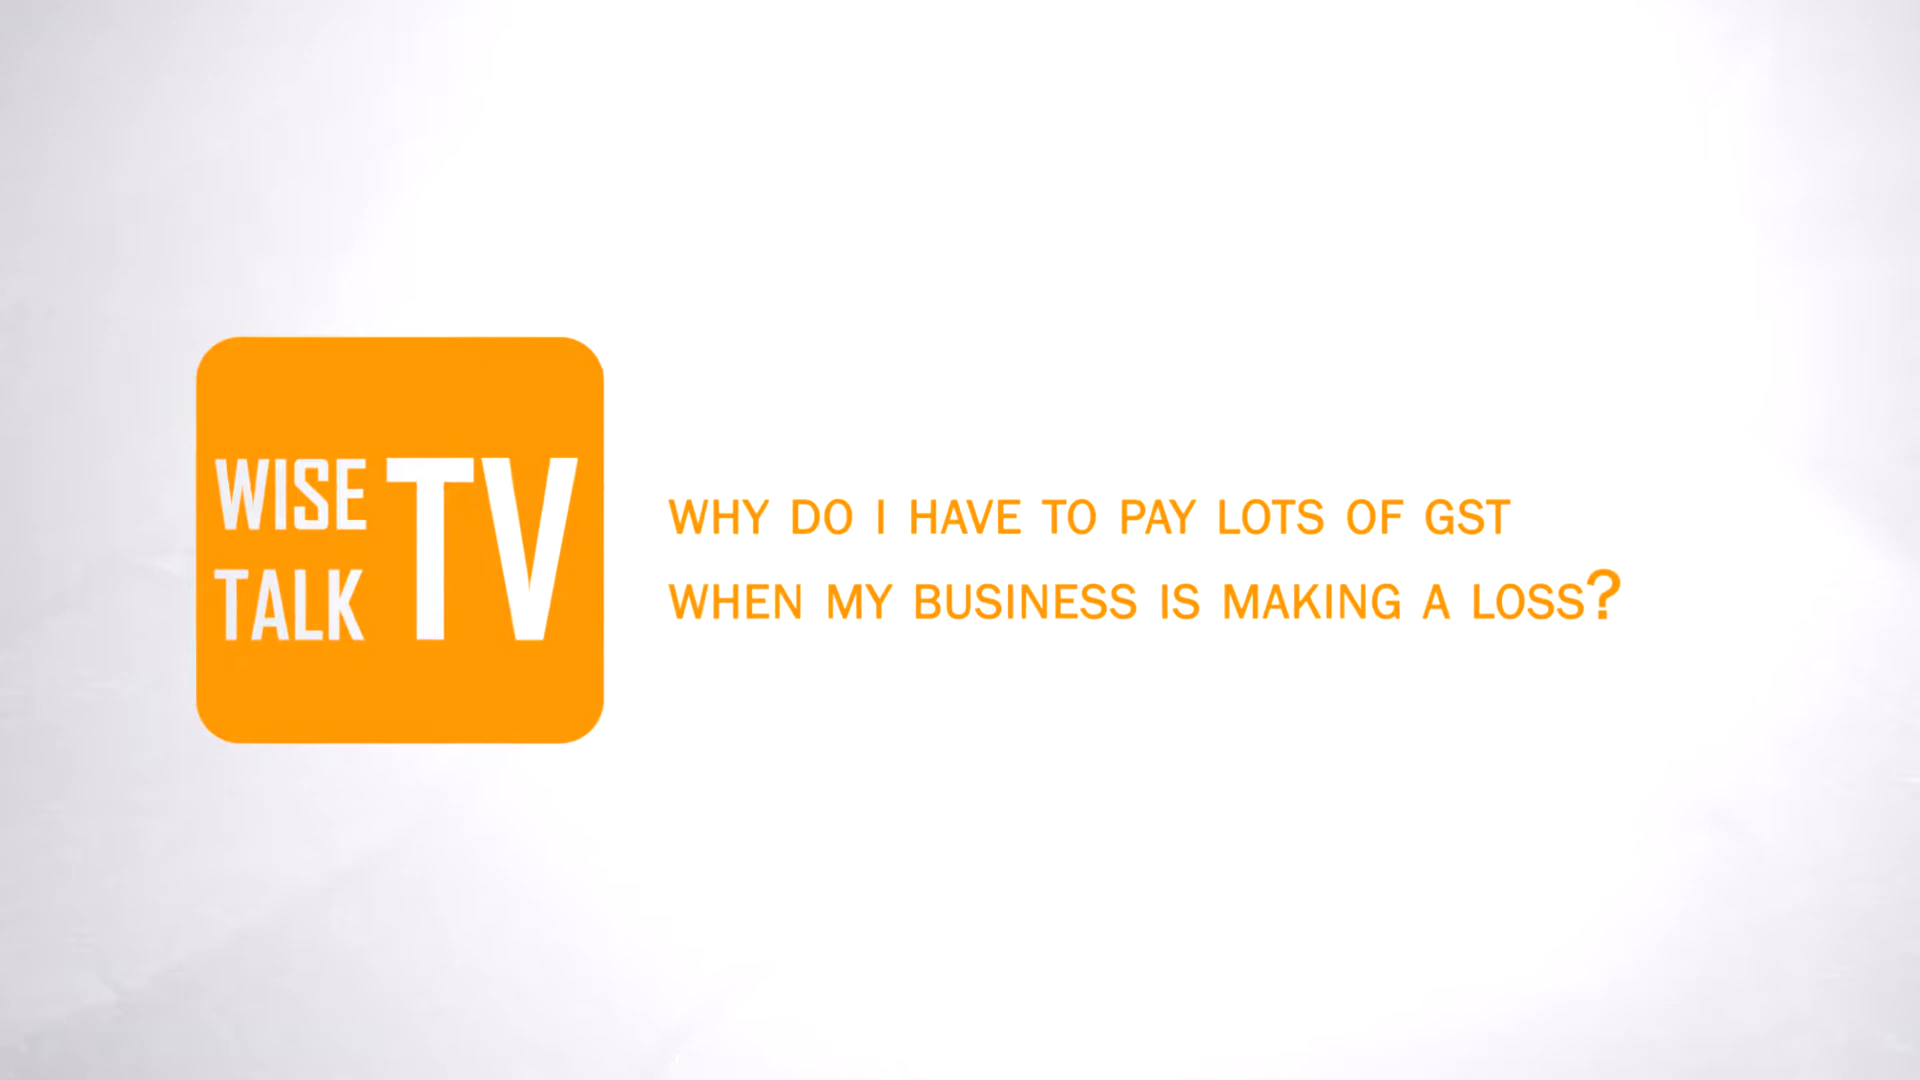 WISE
TALK
TV
WHY DO I HAVE TO PAY LOTS OF GST
WHEN MY BUSINESS IS MAKING A LOSS?